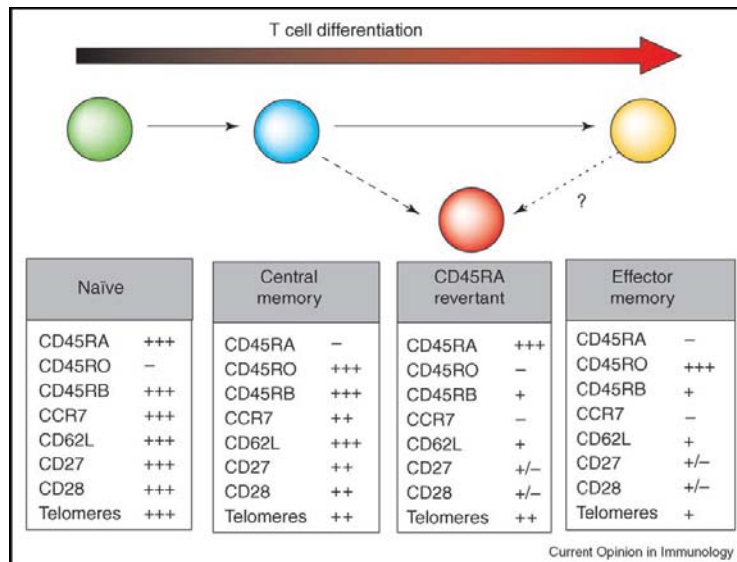 T cell differentiation
?
Naïve
CD45RA +++
CD45RO –
CD45RB +++
CCR7 +++
CD62L +++
CD27 +++
CD28 +++
Telomeres +++
Central
memory
CD45RA –
CD45RO +++
CD45RB +++
CCR7 ++
CD62L +++
CD27 ++
CD28 ++
Telomeres ++
CD45RA
revertant
CD45RA +++
CD45RO –
CD45RB +
CCR7 –
CD62L +
CD27 +/–
CD28 +/–
Telomeres ++
Effector
memory
CD45RA –
CD45RO +++
CD45RB +
CCR7 –
CD62L +
CD27 +/–
CD28 +/–
Telomeres +
Current Opinion in Immunology